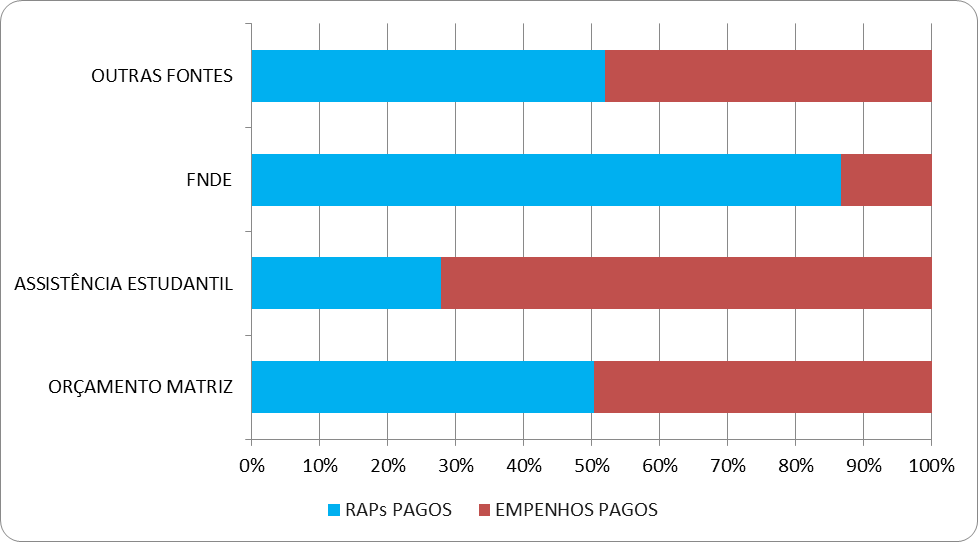 OUTRAS FONTES
FNDE
ASSISTÊNCIA ESTUDANTIL
ORÇAMENTO MATRIZ
0% 10% 20% 30% 40% 50% 60% 70% 80% 90% 100%
RAPs PAGOS EMPENHOS PAGOS